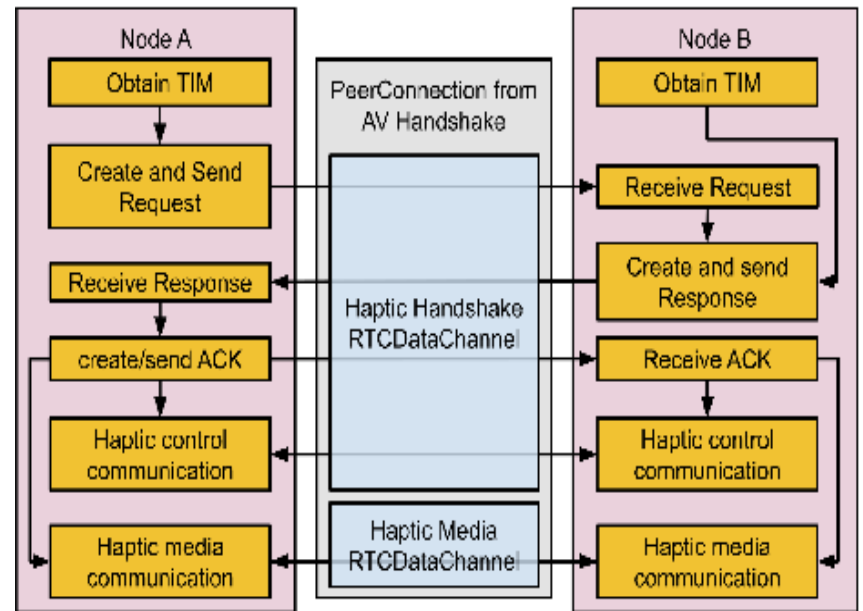 Node A
Obtain TIM
Create and Send
Request
Receive Response
create/send ACK
Haptic control
communication
Haptic media
communication
PeerConnection from
AV Handshake
Haptic Handshake
RTCDataChannel
Haptic Media
RTCDataChannel
Node B
Obtain TIM
Receive Request
Create and send
Response
Receive ACK
Haptic control
communication
Haptic media
communication